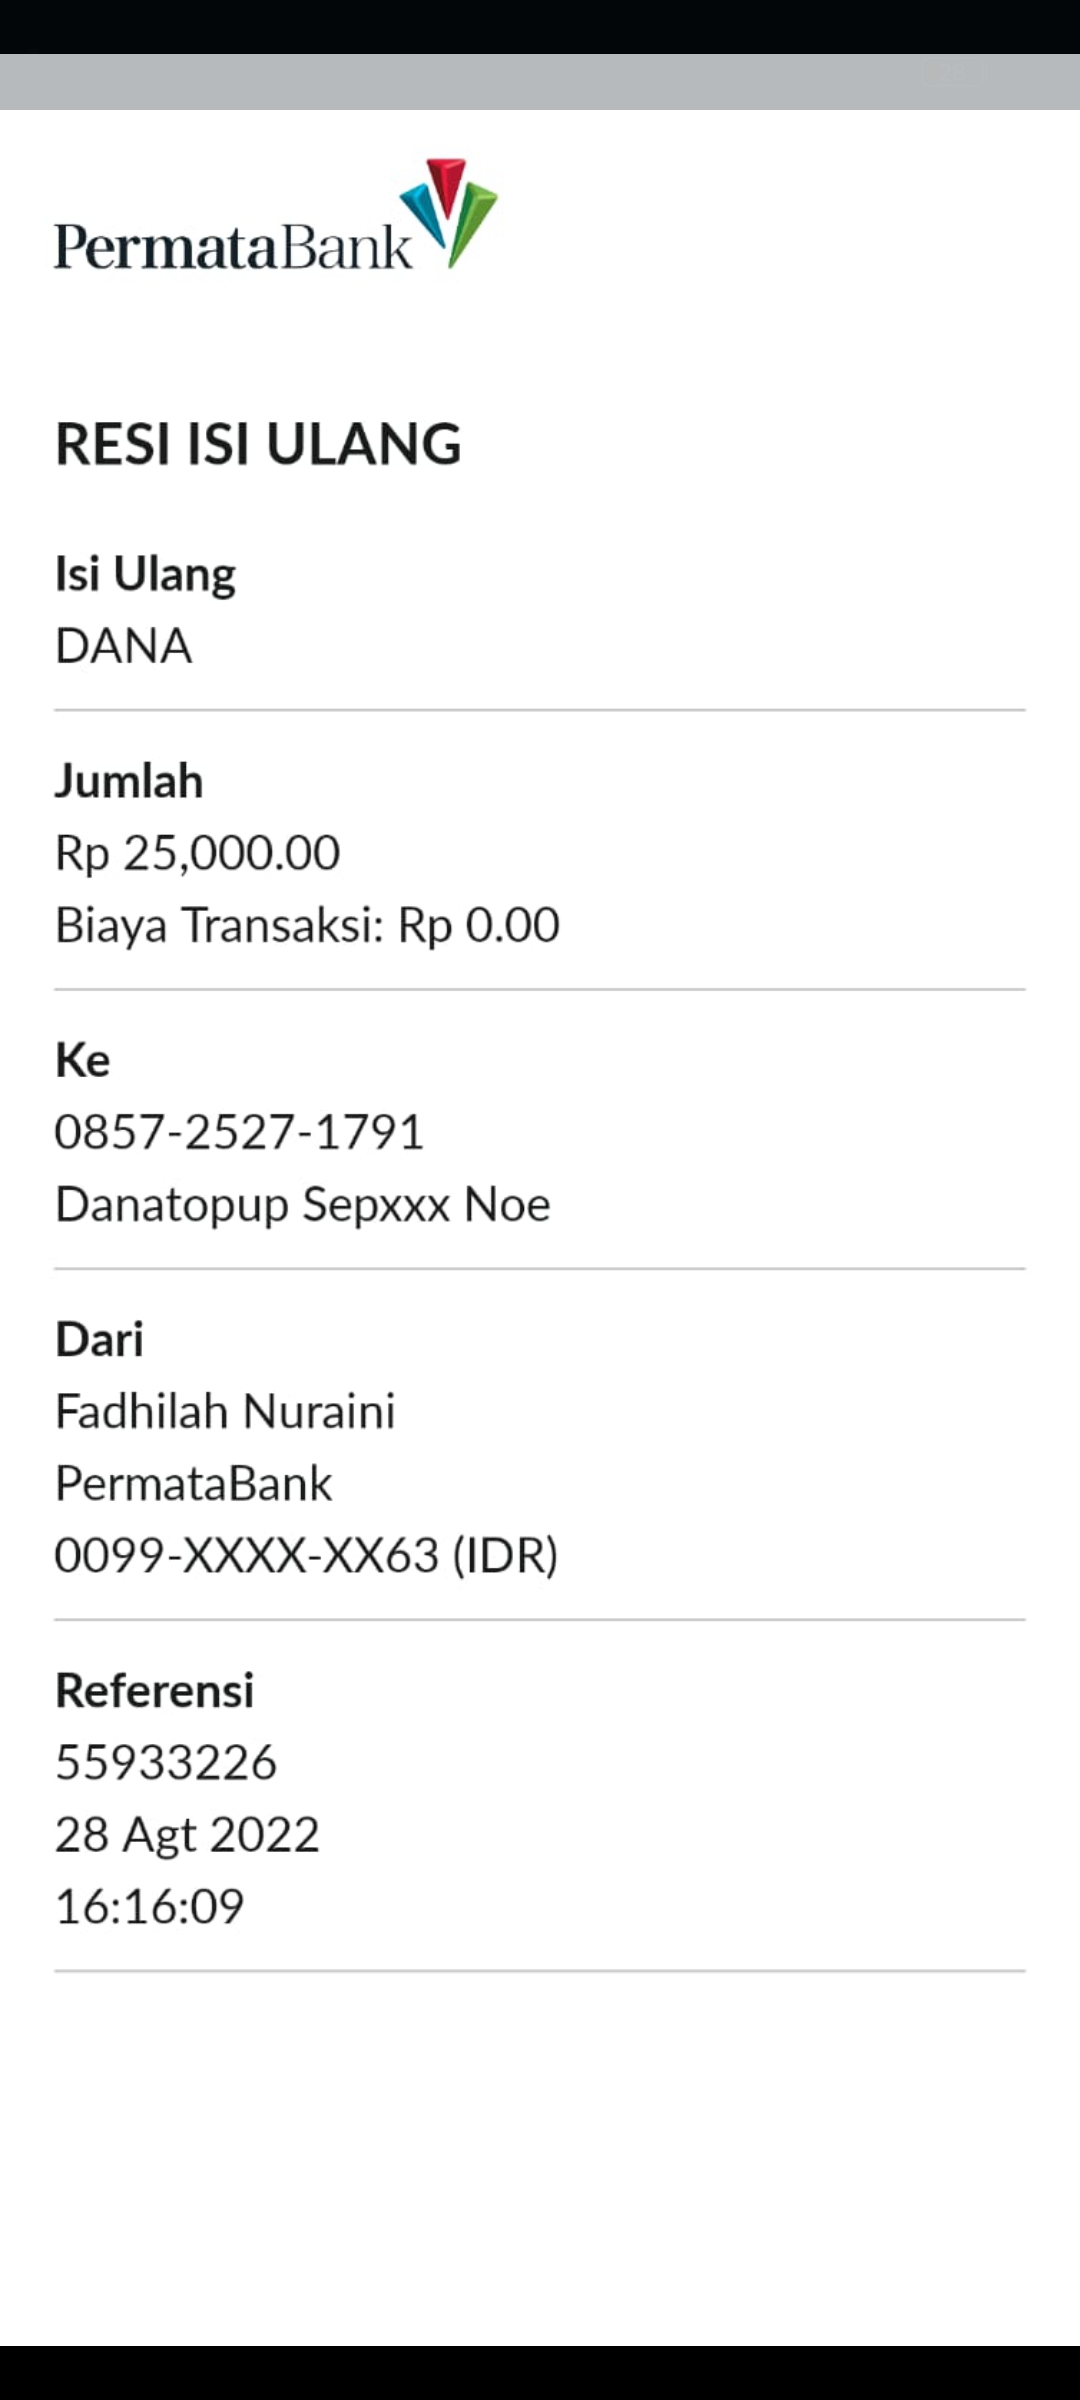 PermataBank
RESI ISI ULANG
Isi Ulang
DANA
Jumlah
Rp 25,000.00
Biaya Transaksi: Rp 0.00
Ke
0857-2527-1791
Danatopup Sepxxx Noe
Dari
Fadhilah Nuraini
PermataBank
0099-XXXX-XX63 (IDR)
Referensi
55933226
28 Agt 2022
16:16:09